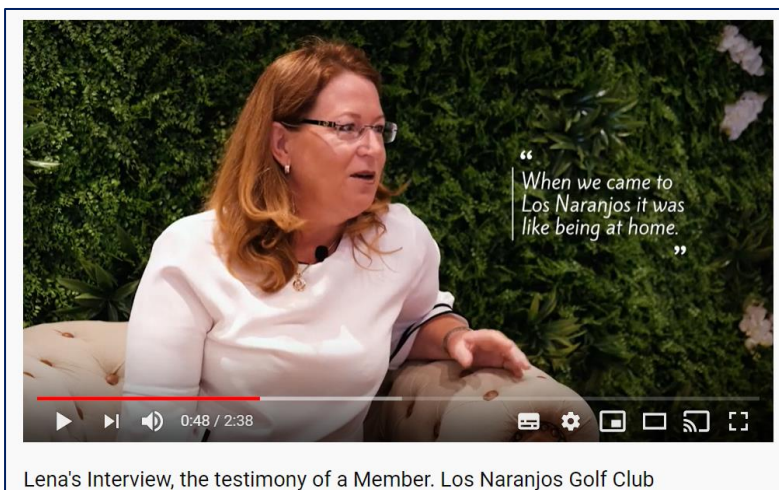 “
When we came to
Los Naranjos it was
like being at home.
”
0:48 / 2:38
Lena's Interview, the testimony of a Member. Los Naranjos Golf Club